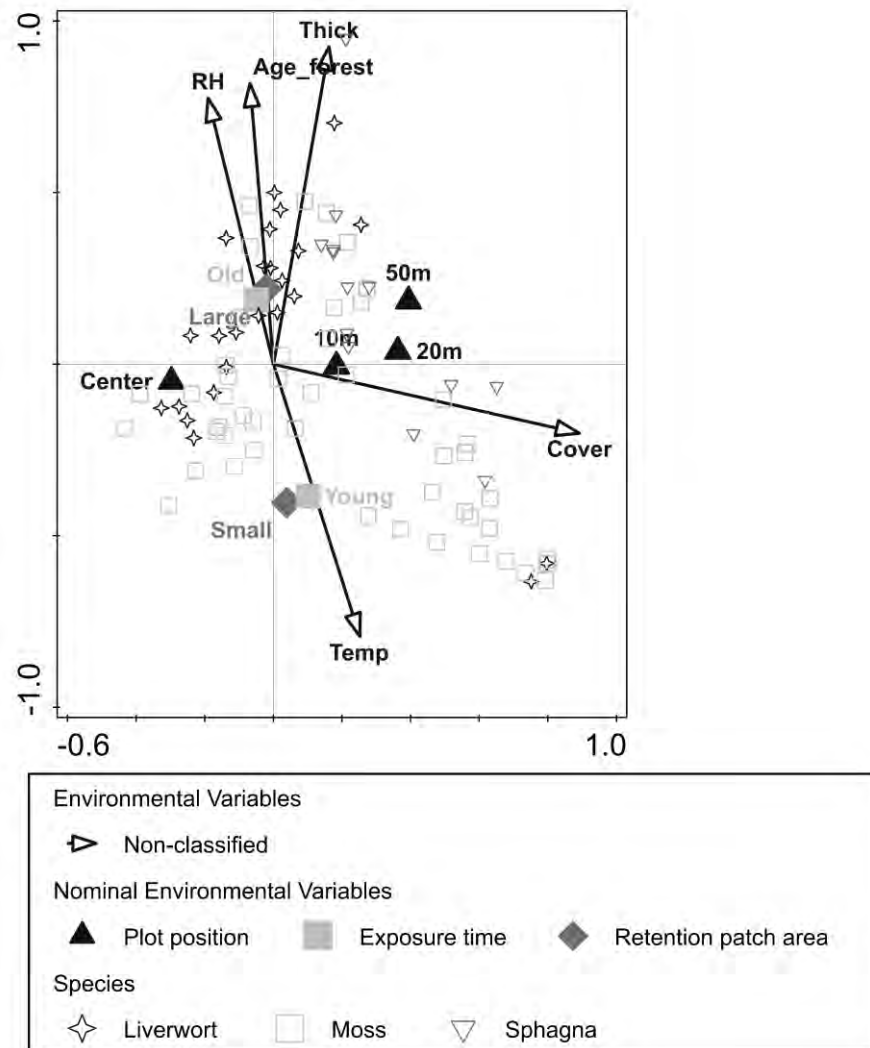 1.0
Thick
Age_forest
RH
Old
50m
Large
10m
20m
Center
Cover
Young
Small
Temp
-1.0
-0.6
1.0
Environmental Variables
Non-classified
Nominal Environmental Variables
Plot position
Exposure time
Retention patch area
Species
Liverwort
Moss
Sphagna